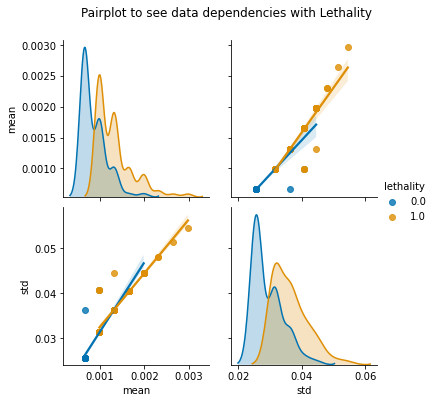 Pairplot to see data dependencies with Lethality
0.0030
0.0025
0.0020
0.0015
0.0010
mean
lethality
0.0
1.0
0.05
0.04
0.03
std
0.001 0.002 0.003
mean
0.02 0.04 0.06
std